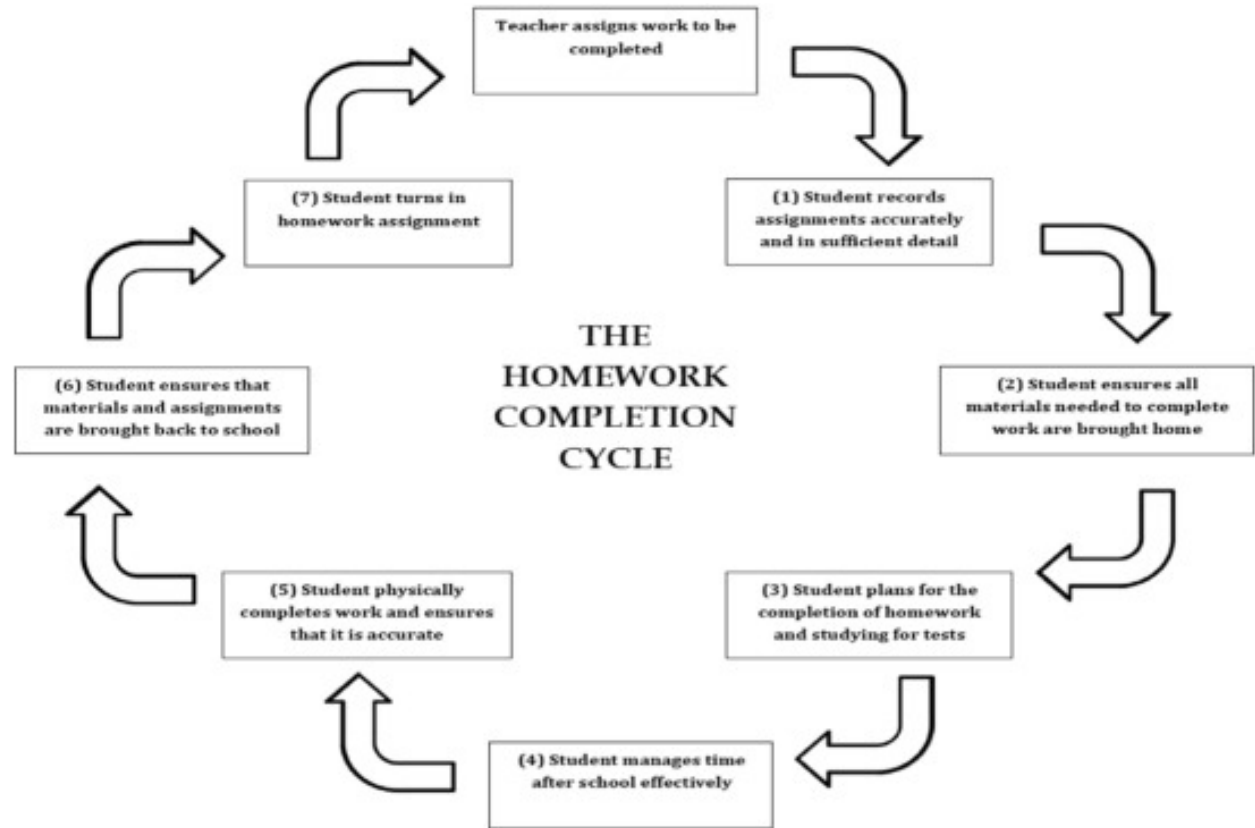 Teacher assigns work to be
completed
(1) Student records
assignments accurately
and in sufficient detail
(2) Student ensures all
materials needed to complete
work are brought home
(3) Student plans for the
completion of homework
and studying for tests
(4) Student manages time
after school effectively
(5) Student physically
completes work and ensures
that it is accurate
(6) Student ensures that
materials and assignments
are brought back to school
(7) Student turns in
homework assignment
THE
HOMEWORK
COMPLETION
CYCLE